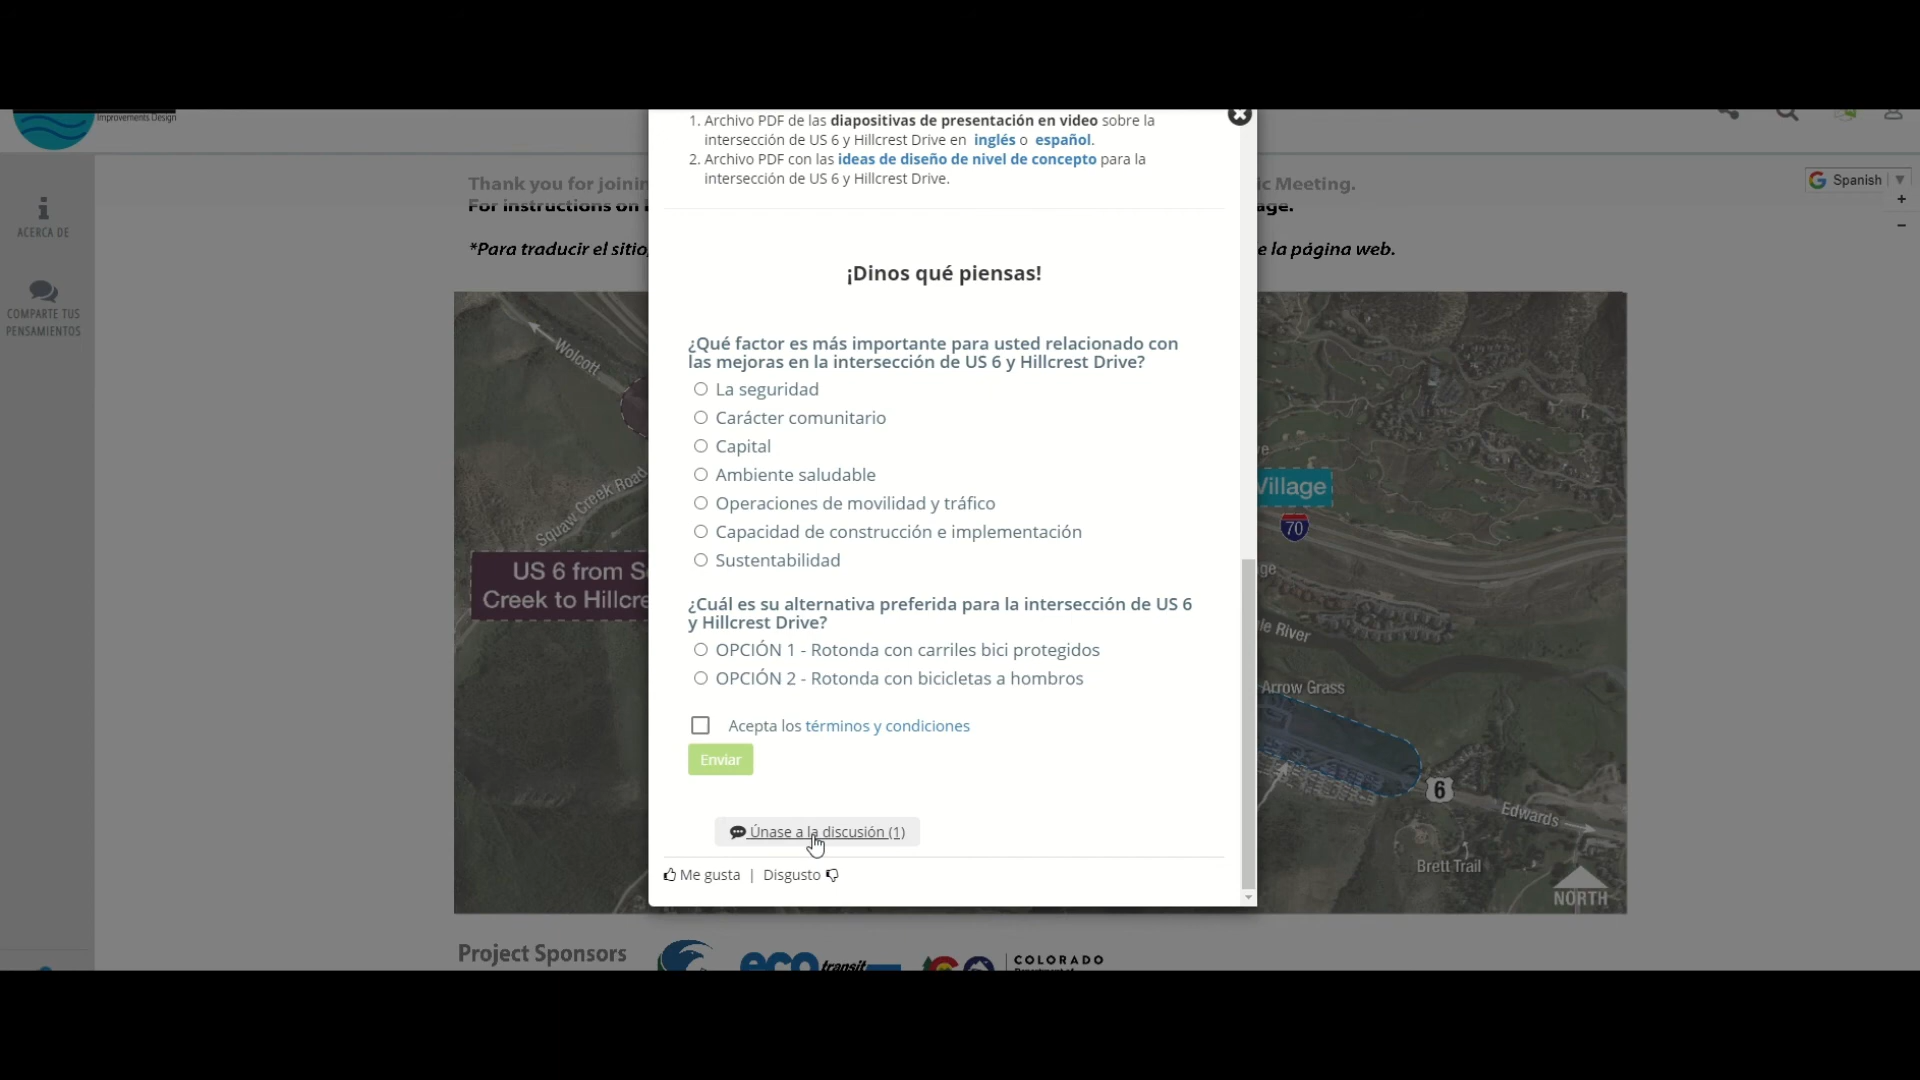 Improvements Design
Spanish
ACERCA DE
COMPARTE TUS
PENSAMIENTOS
Thank you for joinin
ic Meeting.
For instructions on
age.
*Para traducir el sitio,
e la página web.
1. Archivo PDF de las diapositivas de presentación en video sobre la
intersección de US 6 y Hillcrest Drive en inglés o español.
2. Archivo PDF con las ideas de diseño de nivel de concepto para la
intersección de US 6 y Hillcrest Drive.
¡Dinos qué piensas!
¿Qué factor es más importante para usted relacionado con
las mejoras en la intersección de US 6 y Hillcrest Drive?
La seguridad
Carácter comunitario
Capital
Ambiente saludable
Operaciones de movilidad y tráfico
Capacidad de construcción e implementación
Sustentabilidad
¿Cuál es su alternativa preferida para la intersección de US 6
y Hillcrest Drive?
OPCIÓN 1 - Rotonda con carriles bici protegidos
OPCIÓN 2 - Rotonda con bicicletas a hombros
Acepta los términos y condiciones
Enviar
Únase a la discusión (1)
Me gusta | Disgusto
Wolcott
Squaw Creek Road
US 6 from S
Creek to Hillcre
Village
70
le River
Arrow Grass
6
Edwards
Brett Trail
NORTH
Project Sponsors
eco transit
COLORADO